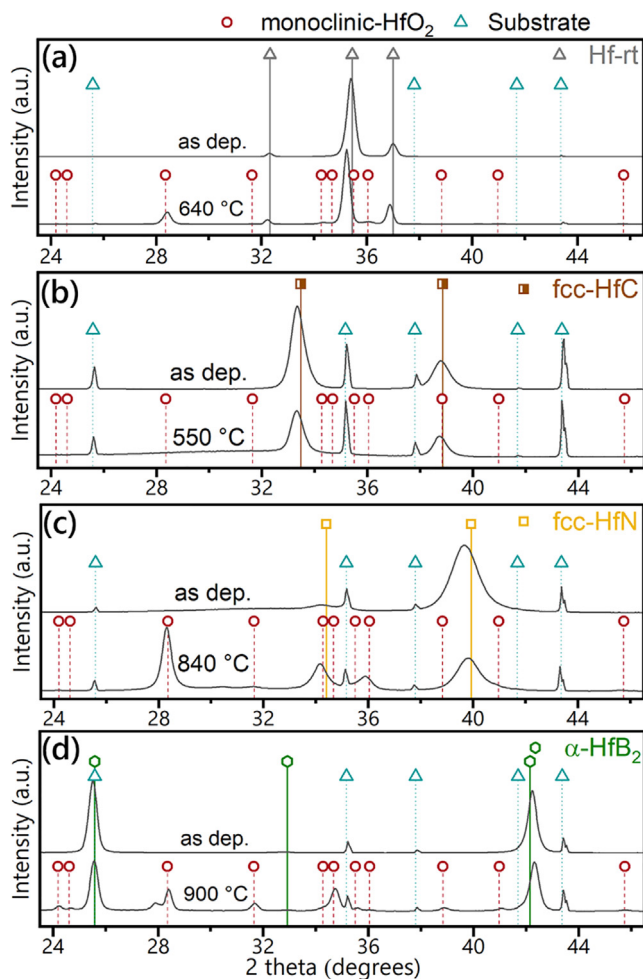 monoclinic-HfO₂ Substrate
(a) Hf-rt
as dep.
640 °C
24 28 32 36 40 44
Intensity (a.u.)
(b) fcc-HfC
as dep.
550 °C
24 28 32 36 40 44
Intensity (a.u.)
(c) fcc-HfN
as dep.
840 °C
24 28 32 36 40 44
Intensity (a.u.)
(d) α-HfB₂
as dep.
900 °C
24 28 32 36 40 44
Intensity (a.u.)
2 theta (degrees)